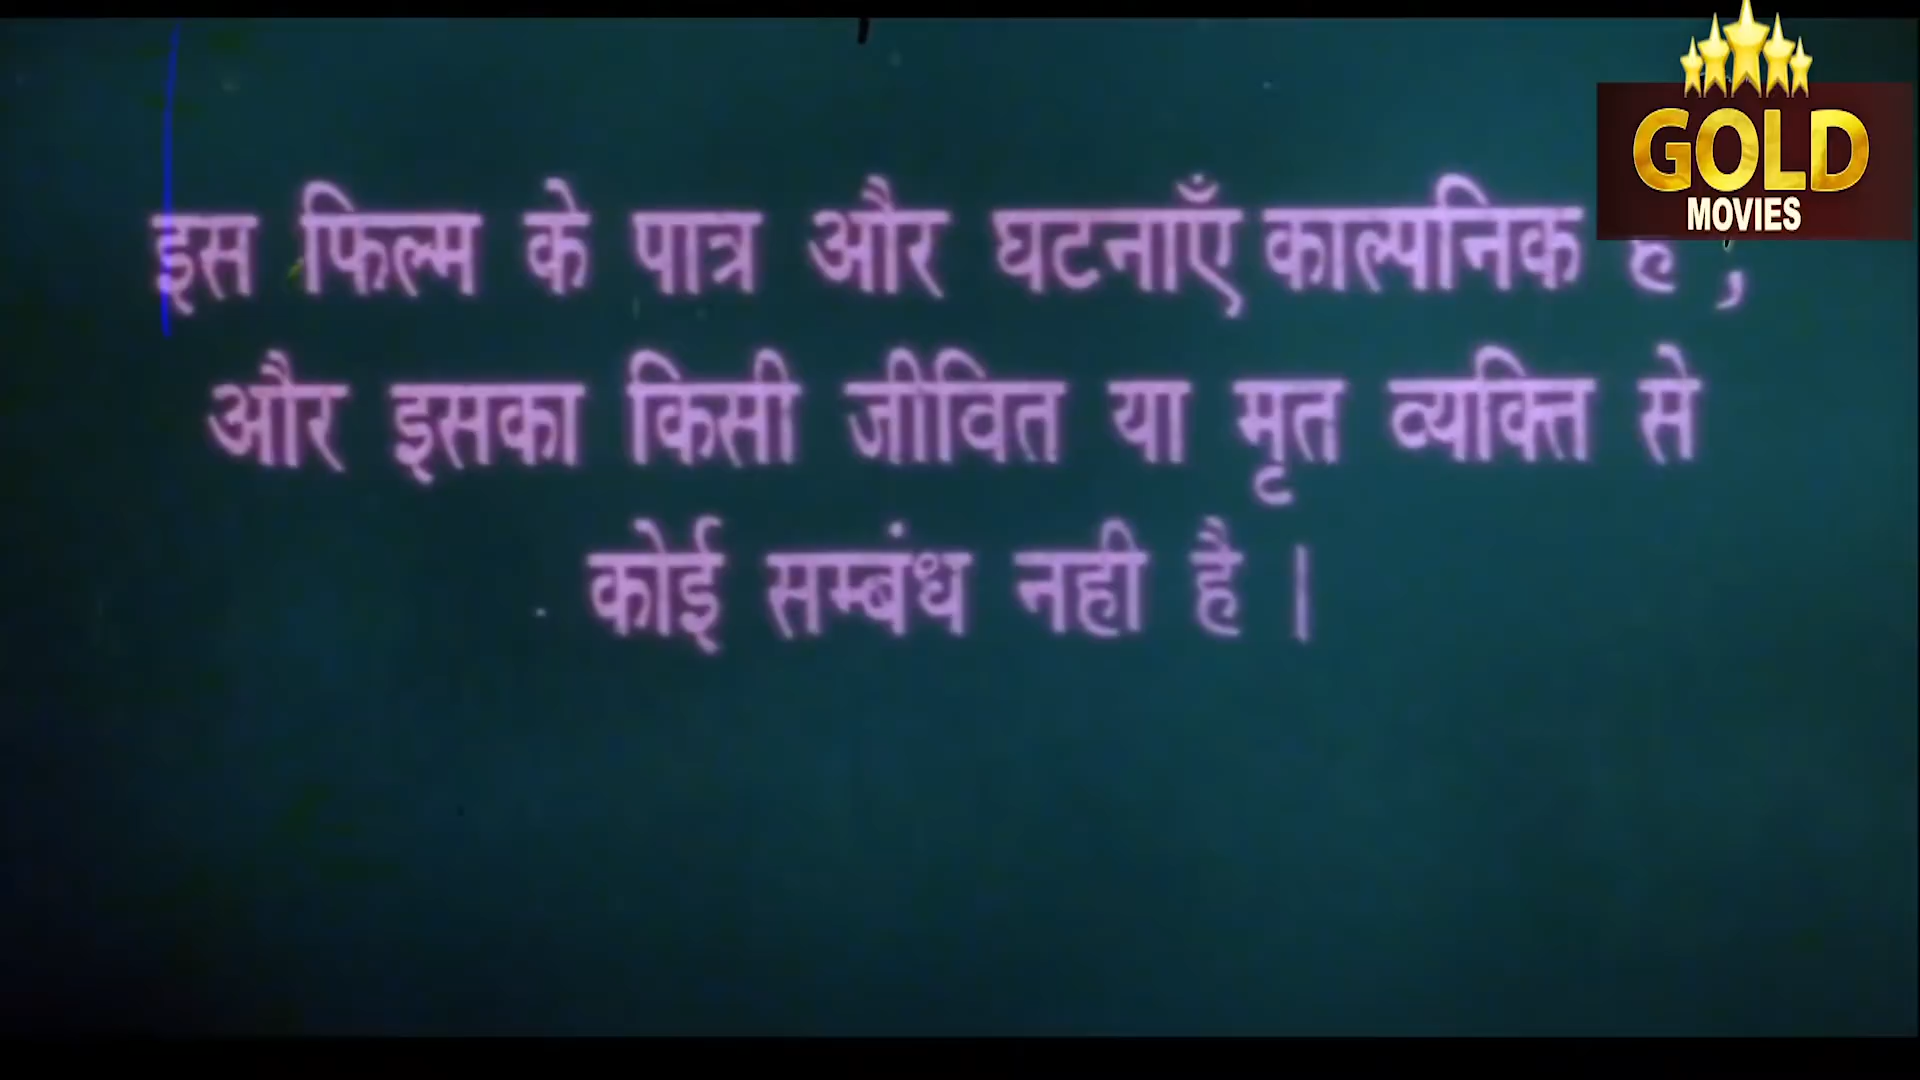 GOLD
MOVIES
इस फिल्म के पात्र और घटनाएँ काल्पनिक ,
और इसका किसी जीवित या मृत व्यक्ति से
कोई सम्बंध नही है |